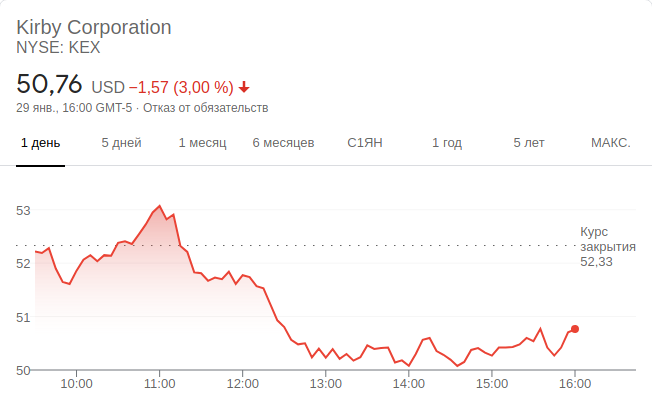 Kirby Corporation
NYSE: KEX
50,76 USD −1,57 (3,00 %)
29 янв., 16:00 GMT-5 · Отказ от обязательств
1 день 5 дней 1 месяц 6 месяцев С1ЯН 1 год 5 лет МАКС.
53
52
51
50
Курс
закрытия
52,33
10:00 11:00 12:00 13:00 14:00 15:00 16:00